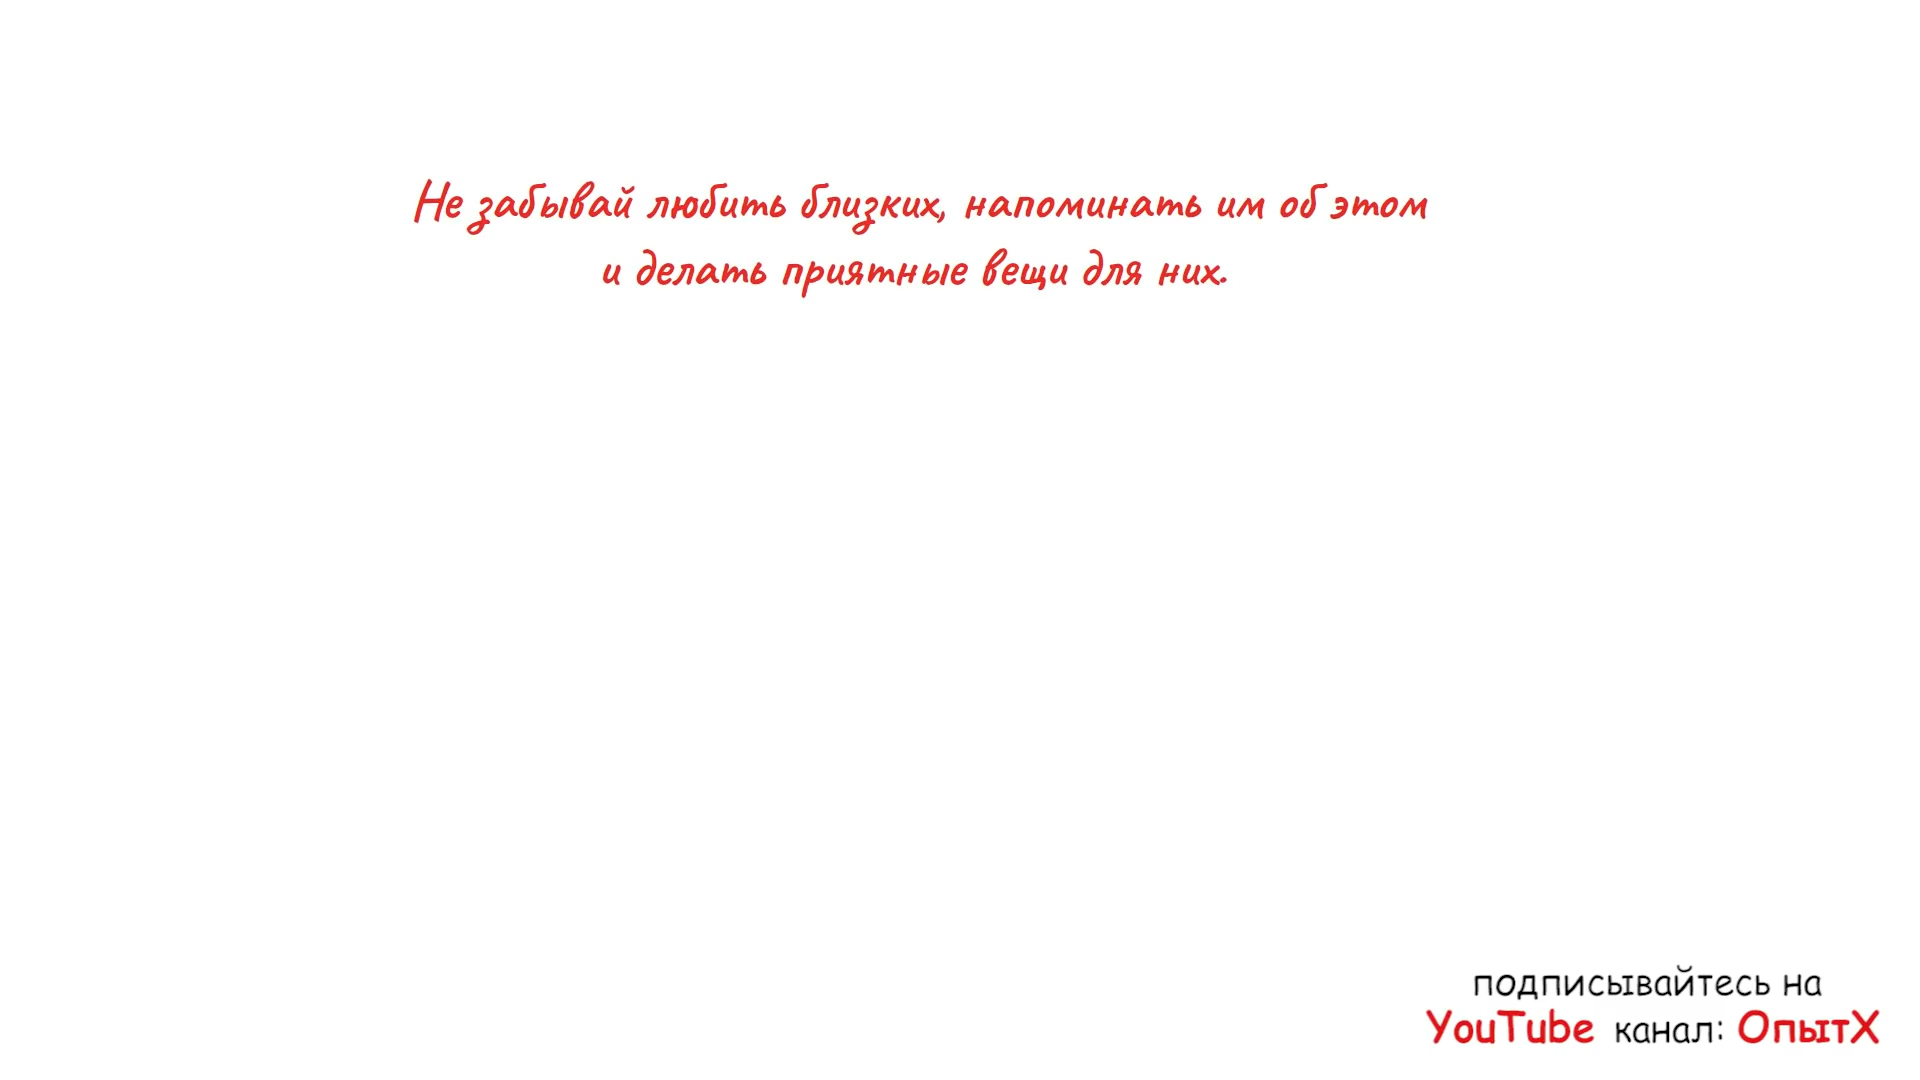 Не забывай любить близких, напоминать им об этом
и делать приятные вещи для них.
подписывайтесь на
YouTube канал: ОпытХ